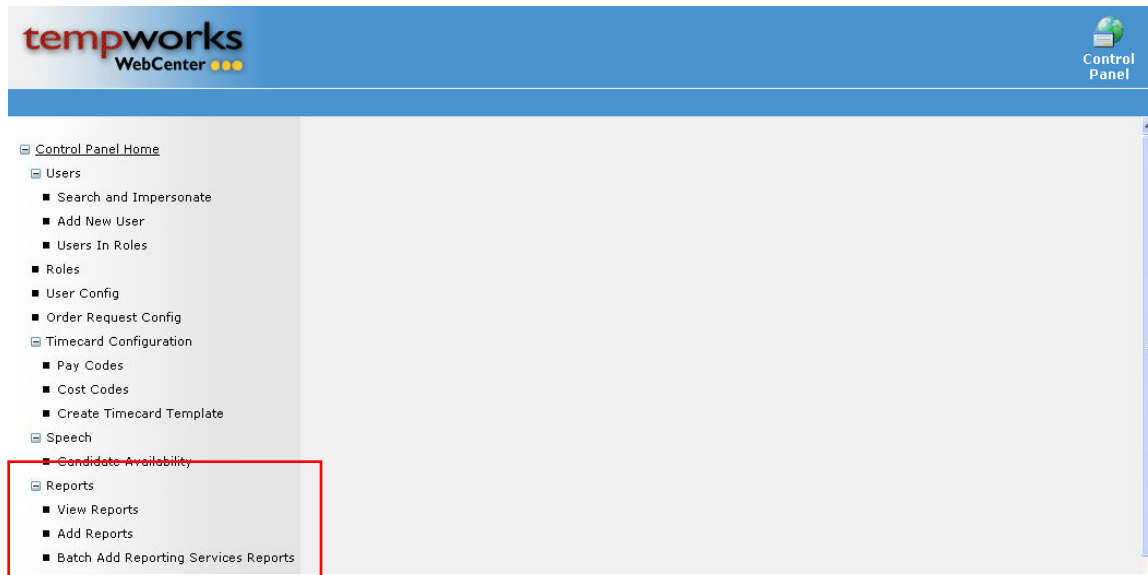 tempworks
WebCenter
Control
Panel
Control Panel Home
Users
Search and Impersonate
Add New User
Users In Roles
Roles
User Config
Order Request Config
Timecard Configuration
Pay Codes
Cost Codes
Create Timecard Template
Speech
Candidate Availability
Reports
View Reports
Add Reports
Batch Add Reporting Services Reports